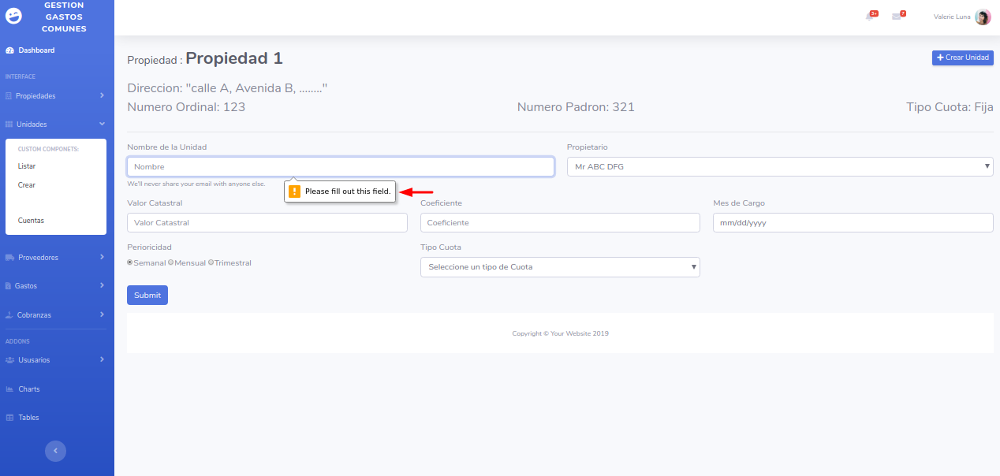 GESTION
GASTOS
COMUNES
3+
7
Valerie Luna
Dashboard
INTERFACE
Propiedades
Unidades
CUSTOM COMPONETS:
Listar
Crear
Cuentas
Proveedores
Gastos
Cobranzas
ADDONS
Ususarios
Charts
Tables
Propiedad : Propiedad 1
Crear Unidad
Direccion: "calle A, Avenida B, ........"
Numero Ordinal: 123
Numero Padron: 321
Tipo Cuota: Fija
Nombre de la Unidad
Propietario
Nombre
Mr ABC DFG
We'll never share your email with anyone else.
Please fill out this field.
Valor Catastral
Coeficiente
Mes de Cargo
Valor Catastral
Coeficiente
mm/dd/yyyy
Perioricidad
Tipo Cuota
Semanal Mensual Trimestral
Seleccione un tipo de Cuota
Submit
Copyright © Your Website 2019